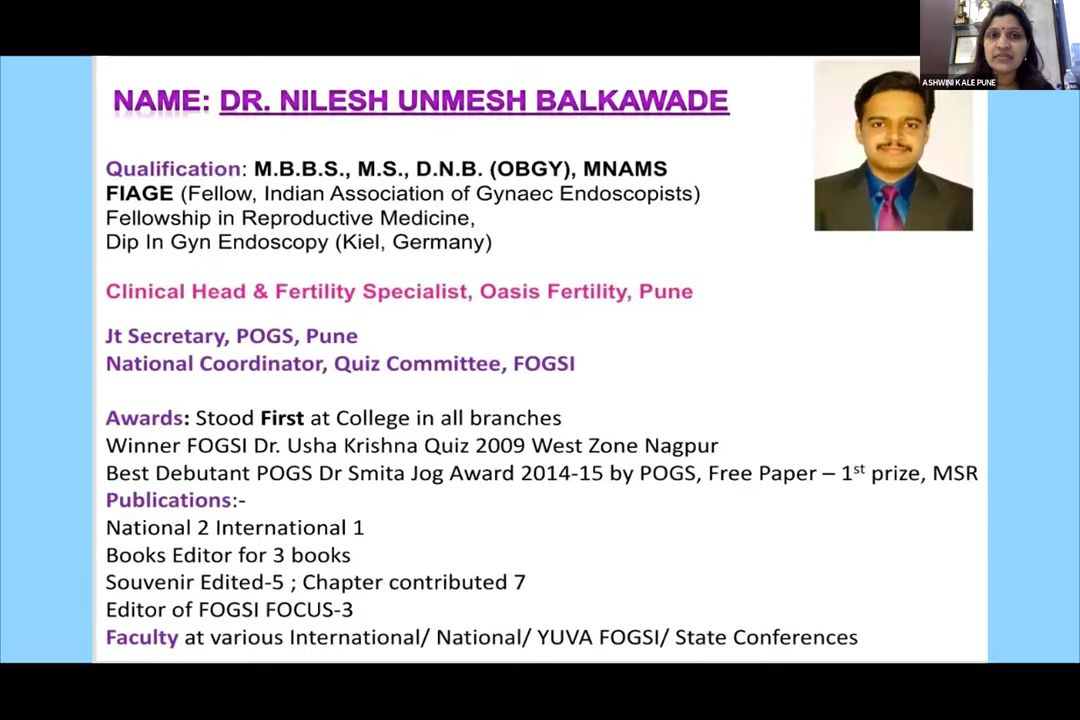 ASHWINI KALE PUNE
NAME: DR. NILESH UNMESH BALKAWADE
Qualification: M.B.B.S., M.S., D.N.B. (OBGY), MNAMS
FIAGE (Fellow, Indian Association of Gynaec Endoscopists)
Fellowship in Reproductive Medicine,
Dip In Gyn Endoscopy (Kiel, Germany)
Clinical Head & Fertility Specialist, Oasis Fertility, Pune
Jt Secretary, POGS, Pune
National Coordinator, Quiz Committee, FOGSI
Awards: Stood First at College in all branches
Winner FOGSI Dr. Usha Krishna Quiz 2009 West Zone Nagpur
Best Debutant POGS Dr Smita Jog Award 2014-15 by POGS, Free Paper – 1st prize, MSR
Publications:-
National 2 International 1
Books Editor for 3 books
Souvenir Edited-5 ; Chapter contributed 7
Editor of FOGSI FOCUS-3
Faculty at various International/ National/ YUVA FOGSI/ State Conferences